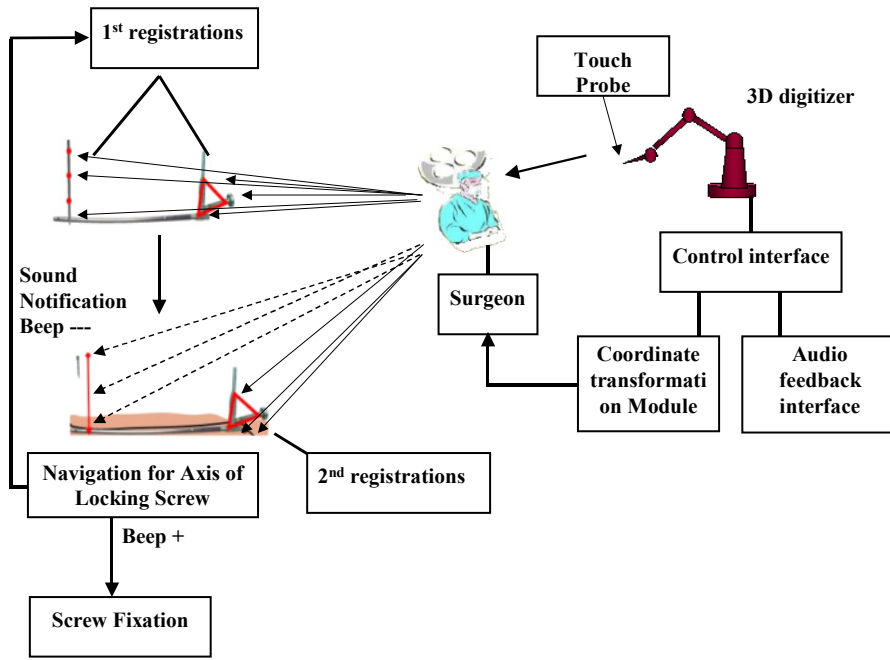 1st registrations
Touch
Probe
3D digitizer
Control interface
Surgeon
Sound
Notification
Beep ---
Coordinate
transformati
on Module
Audio
feedback
interface
Navigation for Axis of
Locking Screw
2nd registrations
Beep +
Screw Fixation